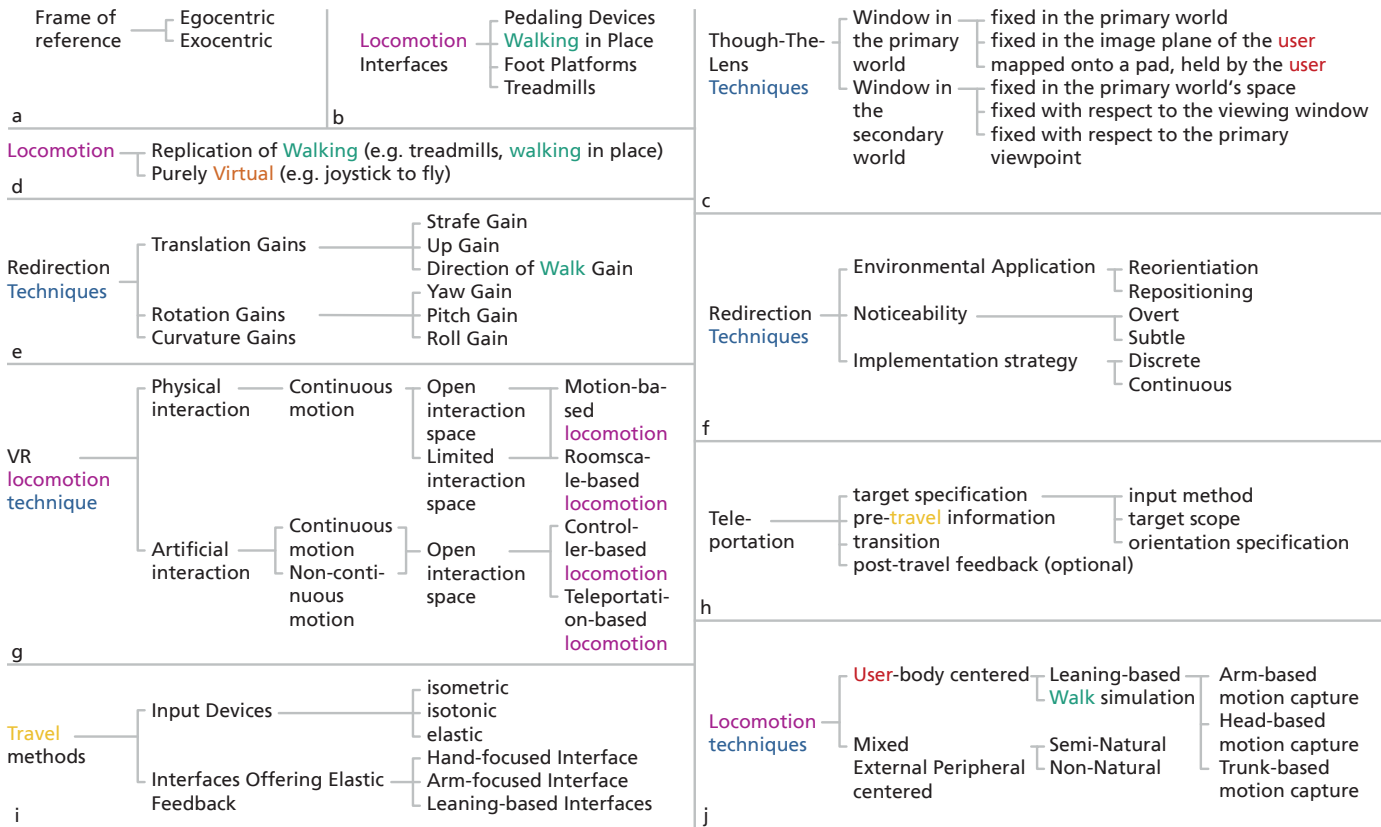 Frame of
reference
Egocentric
Exocentric
a
Locomotion
Interfaces
Pedaling Devices
Walking in Place
Foot Platforms
Treadmills
b
Though-The-
Lens
Techniques
Window in
the primary
world
fixed in the primary world
fixed in the image plane of the user
mapped onto a pad, held by the user
Window in
the
secondary
world
fixed in the primary world's space
fixed with respect to the viewing window
fixed with respect to the primary
viewpoint
c
Locomotion
Replication of Walking (e.g. treadmills, walking in place)
Purely Virtual (e.g. joystick to fly)
d
Redirection
Techniques
Translation Gains
Strafe Gain
Up Gain
Direction of Walk Gain
Rotation Gains
Curvature Gains
Yaw Gain
Pitch Gain
Roll Gain
e
Redirection
Techniques
Environmental Application
Reorientiation
Repositioning
Noticeability
Overt
Subtle
Implementation strategy
Discrete
Continuous
f
VR
locomotion
technique
Physical
interaction
Continuous
motion
Open
interaction
space
Limited
interaction
space
Motion-ba-
sed
locomotion
Roomsca-
le-based
locomotion
Artificial
interaction
Continuous
motion
Non-conti-
nuous
motion
Open
interaction
space
Control-
ler-based
locomotion
Teleportati-
on-based
locomotion
g
Tele-
portation
target specification
pre-travel information
transition
post-travel feedback (optional)
input method
target scope
orientation specification
h
Travel
methods
Input Devices
isometric
isotonic
elastic
Interfaces Offering Elastic
Feedback
Hand-focused Interface
Arm-focused Interface
Leaning-based Interfaces
i
Locomotion
techniques
User-body centered
Leaning-based
Walk simulation
Arm-based
motion capture
Head-based
motion capture
Trunk-based
motion capture
Mixed
External Peripheral
centered
Semi-Natural
Non-Natural
j